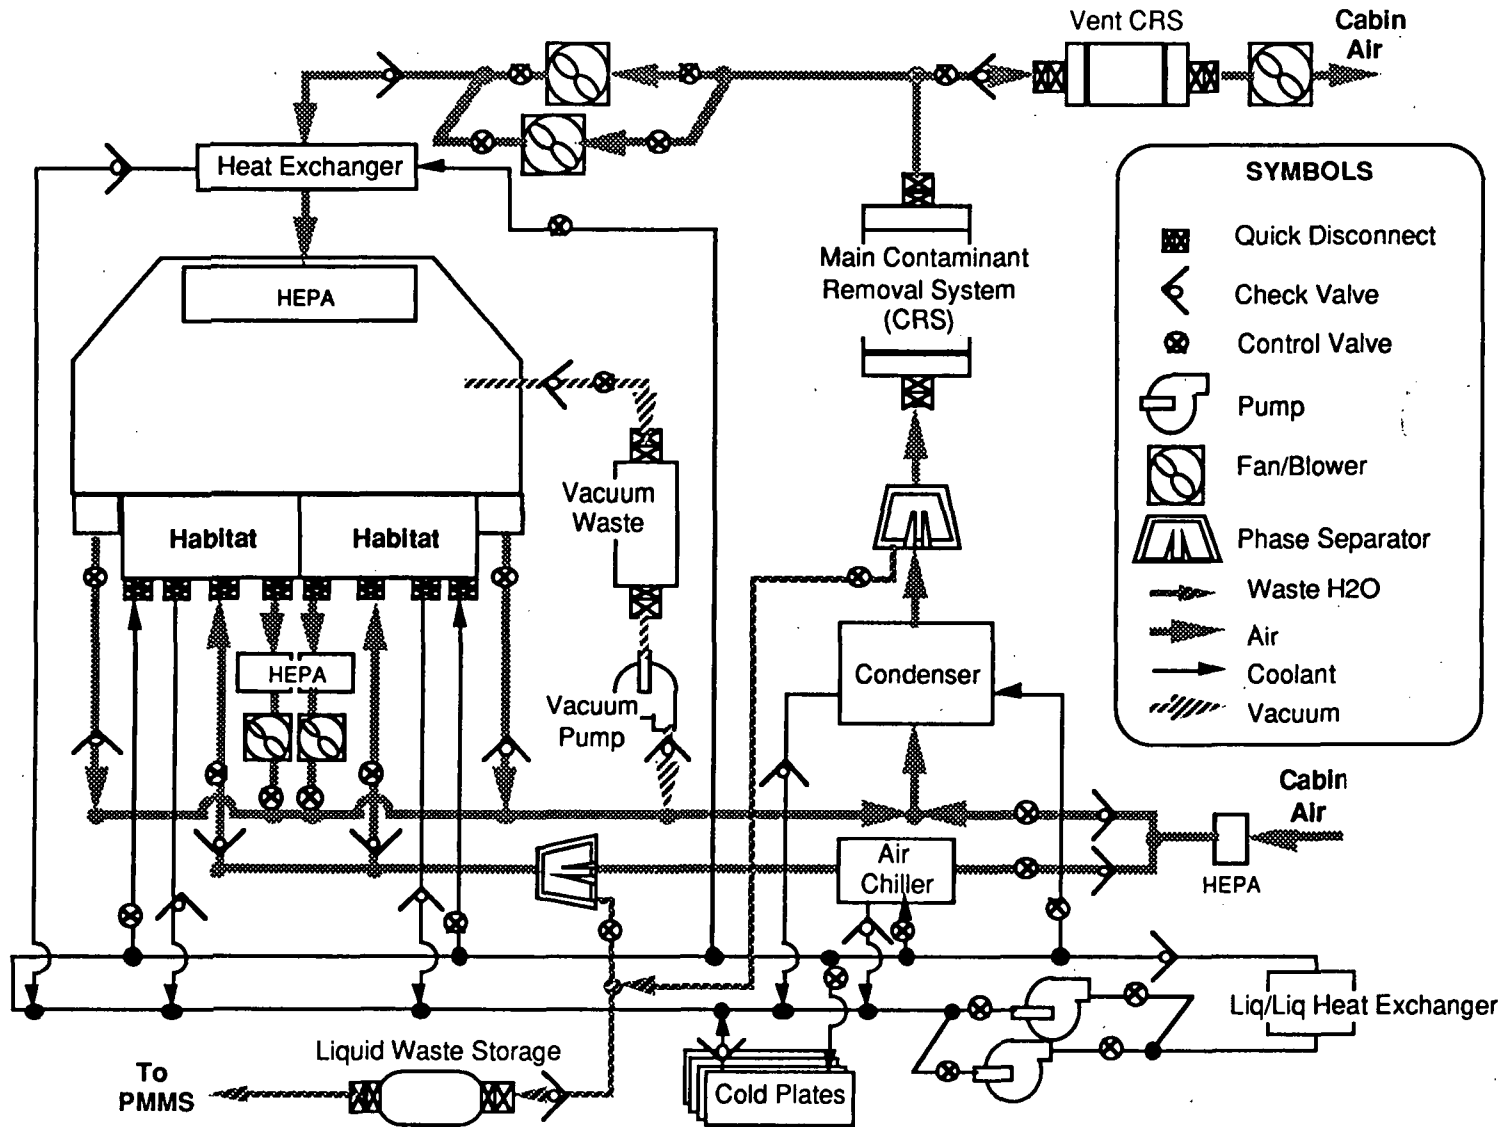 Vent CRS
Cabin
Air
Heat Exchanger
SYMBOLS
Quick Disconnect
Check Valve
Control Valve
Pump
Fan/Blower
Phase Separator
Waste H2O
Air
Coolant
Vacuum
HEPA
Main Contaminant
Removal System
(CRS)
Vacuum
Waste
Habitat
Habitat
HEPA
Vacuum
Pump
Condenser
Cabin
Air
Air
Chiller
HEPA
Liq/Liq Heat Exchanger
Liquid Waste Storage
To
PMMS
Cold Plates